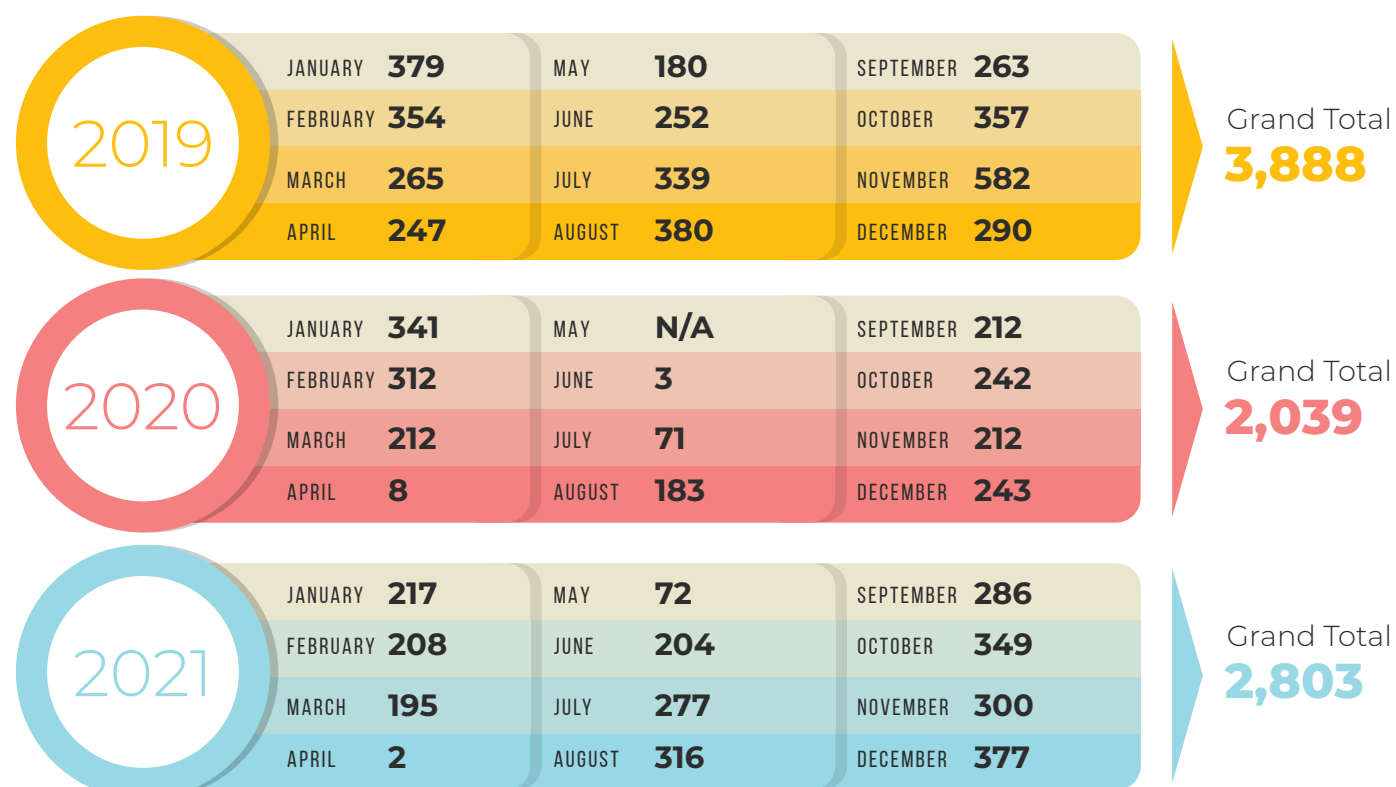 2019
JANUARY 379 MAY 180 SEPTEMBER 263
FEBRUARY 354 JUNE 252 OCTOBER 357
MARCH 265 JULY 339 NOVEMBER 582
APRIL 247 AUGUST 380 DECEMBER 290
Grand Total
3,888
2020
JANUARY 341 MAY N/A SEPTEMBER 212
FEBRUARY 312 JUNE 3 OCTOBER 242
MARCH 212 JULY 71 NOVEMBER 212
APRIL 8 AUGUST 183 DECEMBER 243
Grand Total
2,039
2021
JANUARY 217 MAY 72 SEPTEMBER 286
FEBRUARY 208 JUNE 204 OCTOBER 349
MARCH 195 JULY 277 NOVEMBER 300
APRIL 2 AUGUST 316 DECEMBER 377
Grand Total
2,803